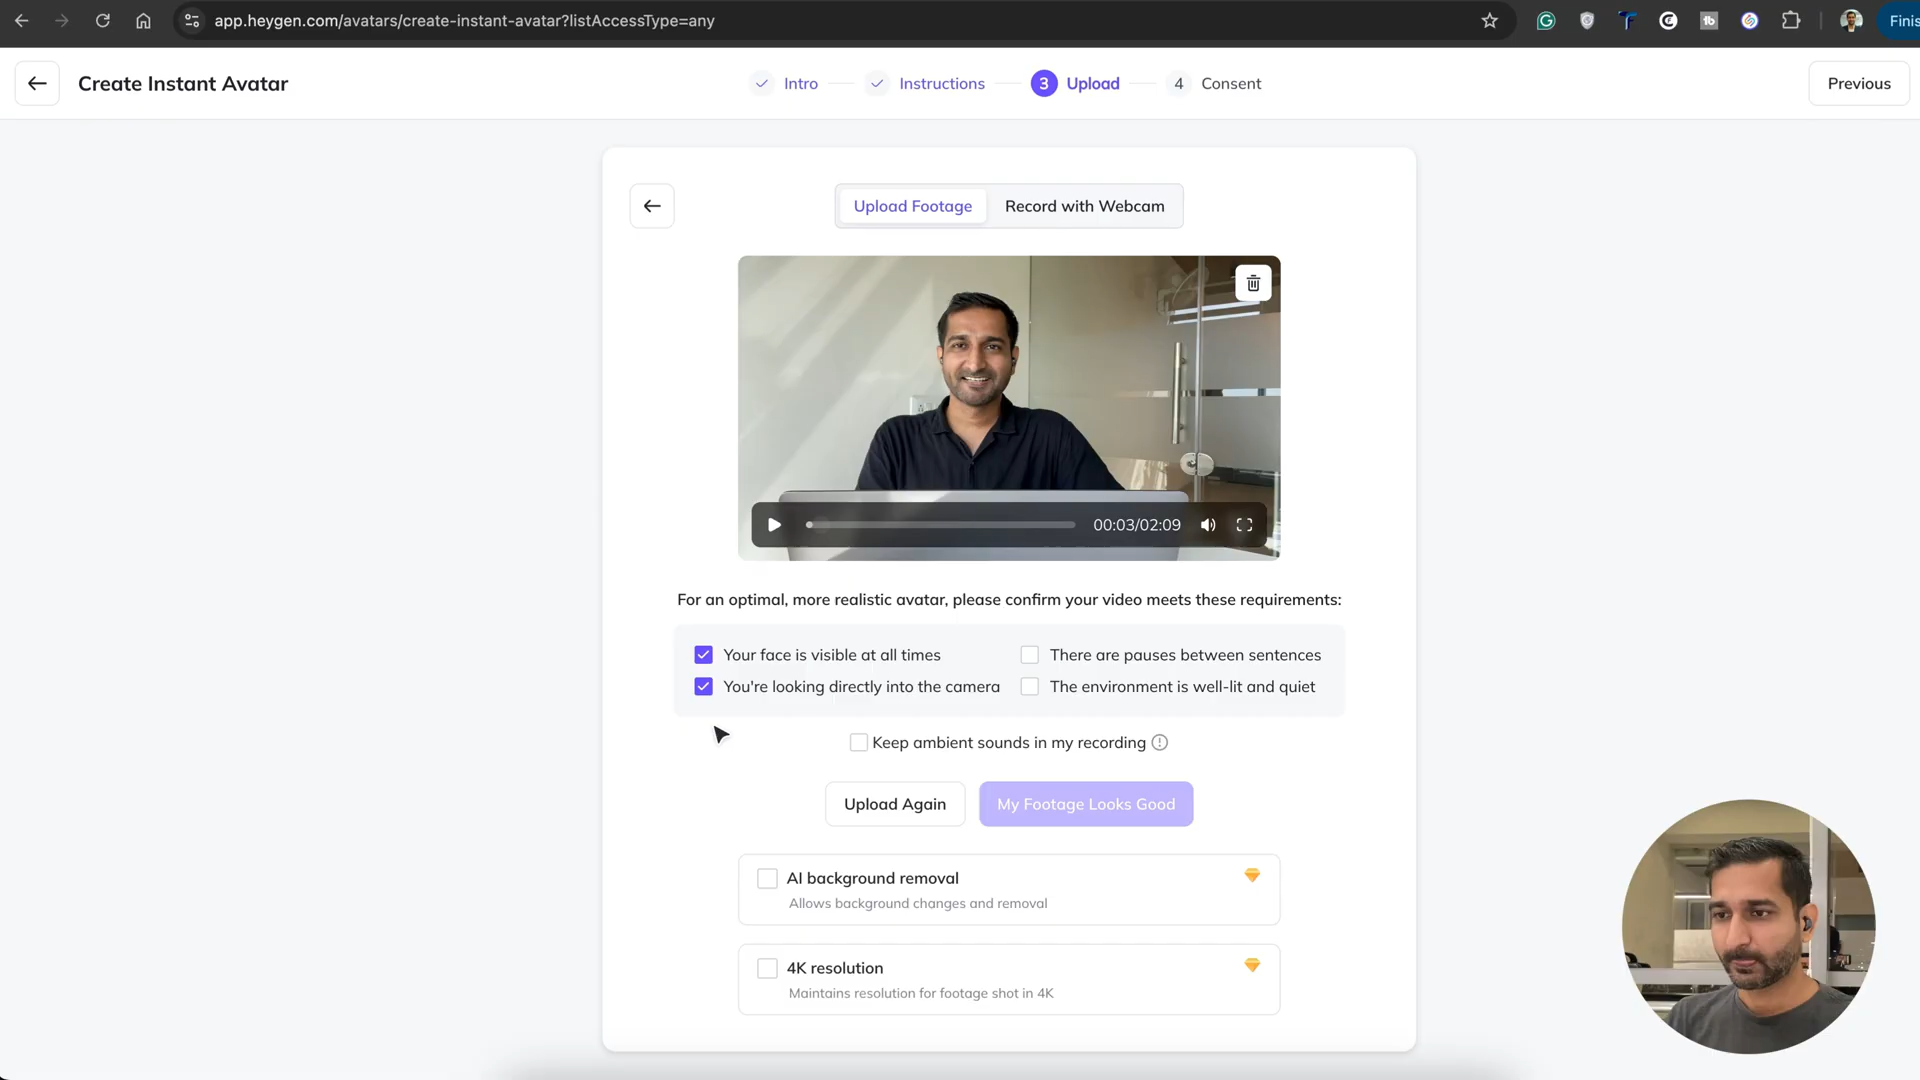 app.heygen.com/avatars/create-instant-avatar?listAccessType=any
Finis
Create Instant Avatar
Intro
Instructions
3 Upload
4 Consent
Previous
Upload Footage
Record with Webcam
00:03/02:09
For an optimal, more realistic avatar, please confirm your video meets these requirements:
Your face is visible at all times
There are pauses between sentences
You're looking directly into the camera
The environment is well-lit and quiet
Keep ambient sounds in my recording
Upload Again
My Footage Looks Good
AI background removal
Allows background changes and removal
4K resolution
Maintains resolution for footage shot in 4K